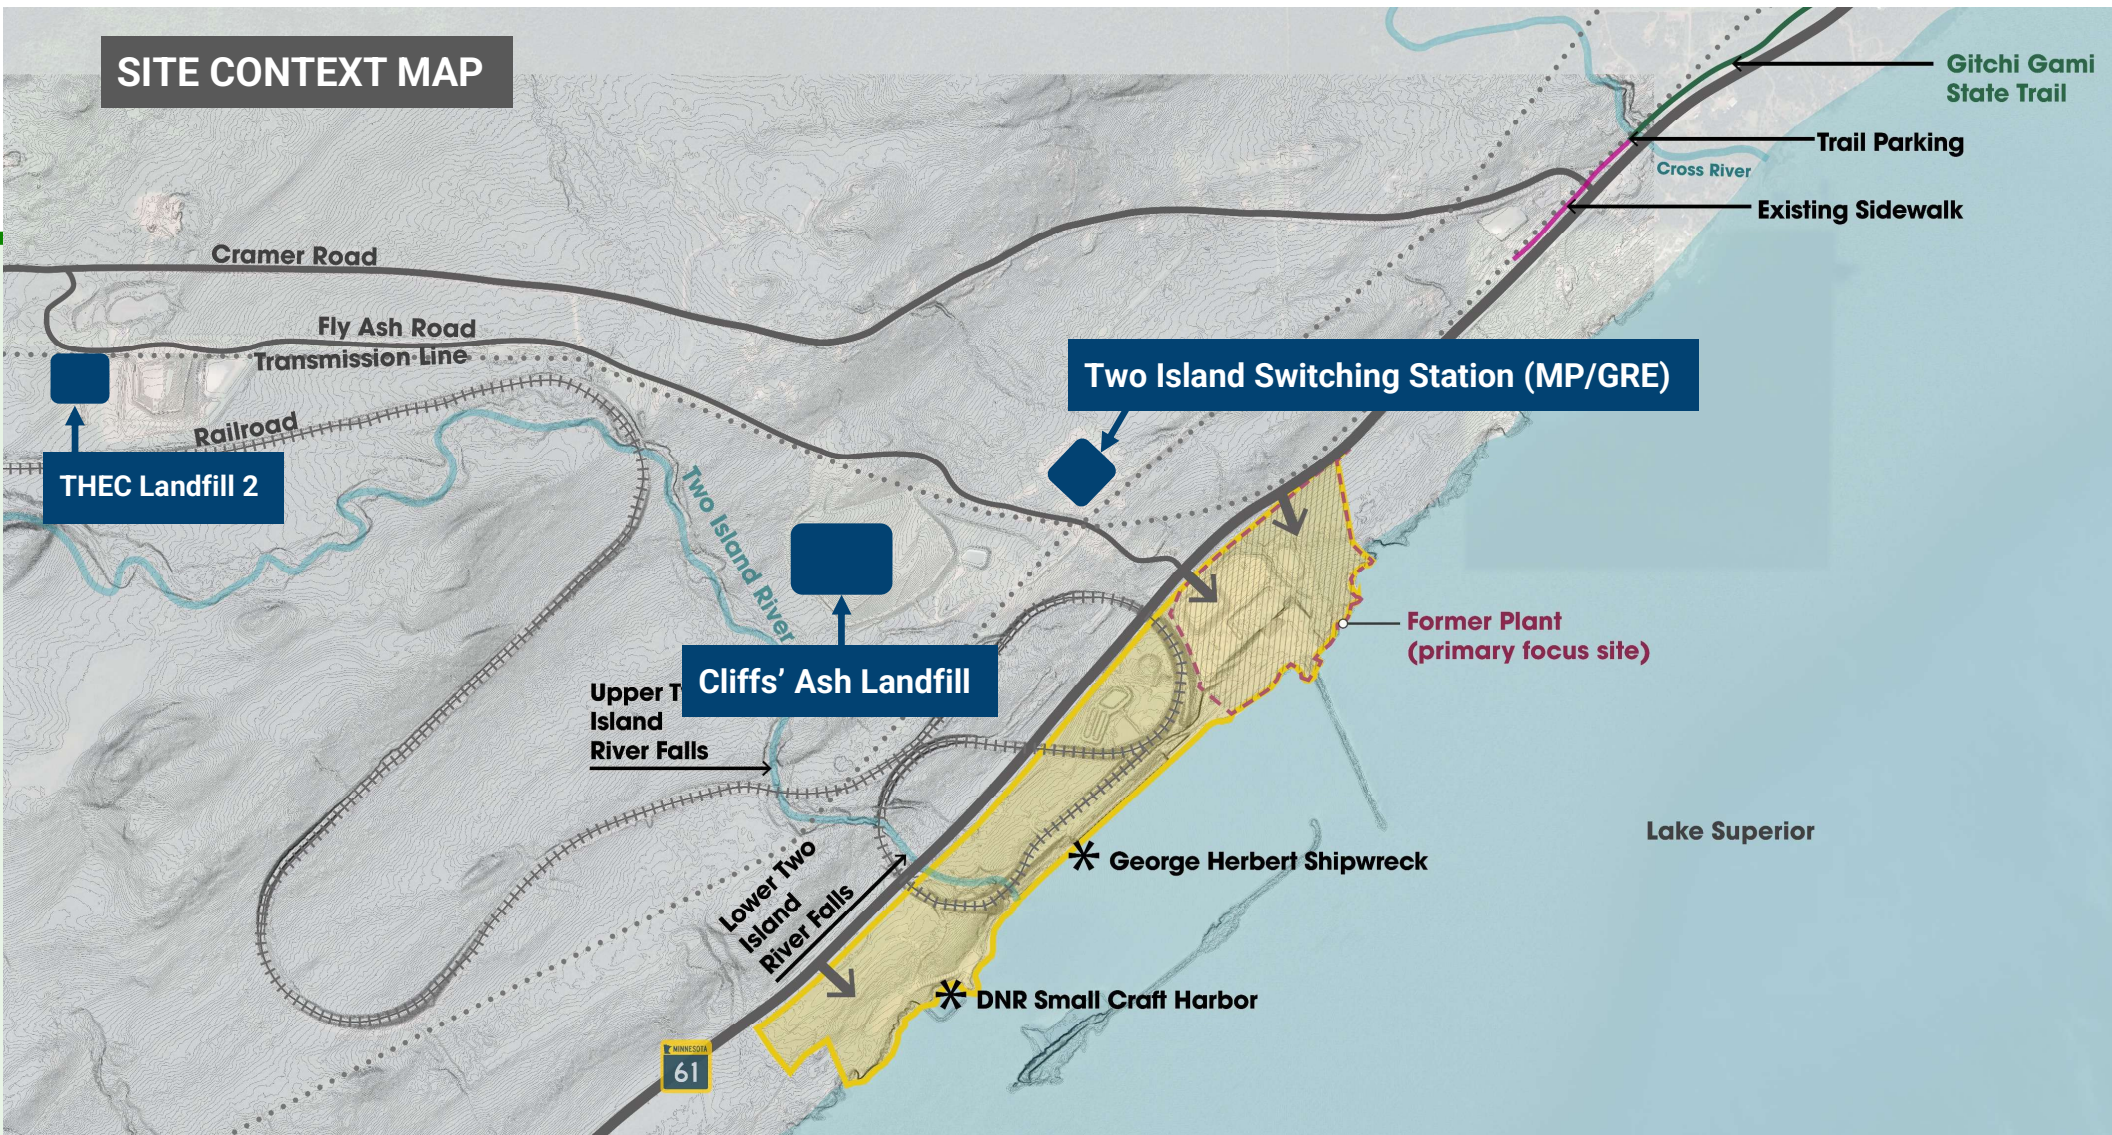 SITE CONTEXT MAP
Gitchi Gami
State Trail
Trail Parking
Cross River
Existing Sidewalk
Cramer Road
Fly Ash Road
Transmission Line
Two Island Switching Station (MP/GRE)
Railroad
THEC Landfill 2
Two Island River
Former Plant
(primary focus site)
Cliffs’ Ash Landfill
Upper T
Island
River Falls
Lake Superior
George Herbert Shipwreck
Lower Two
Island
River Falls
DNR Small Craft Harbor
MINNESOTA
61